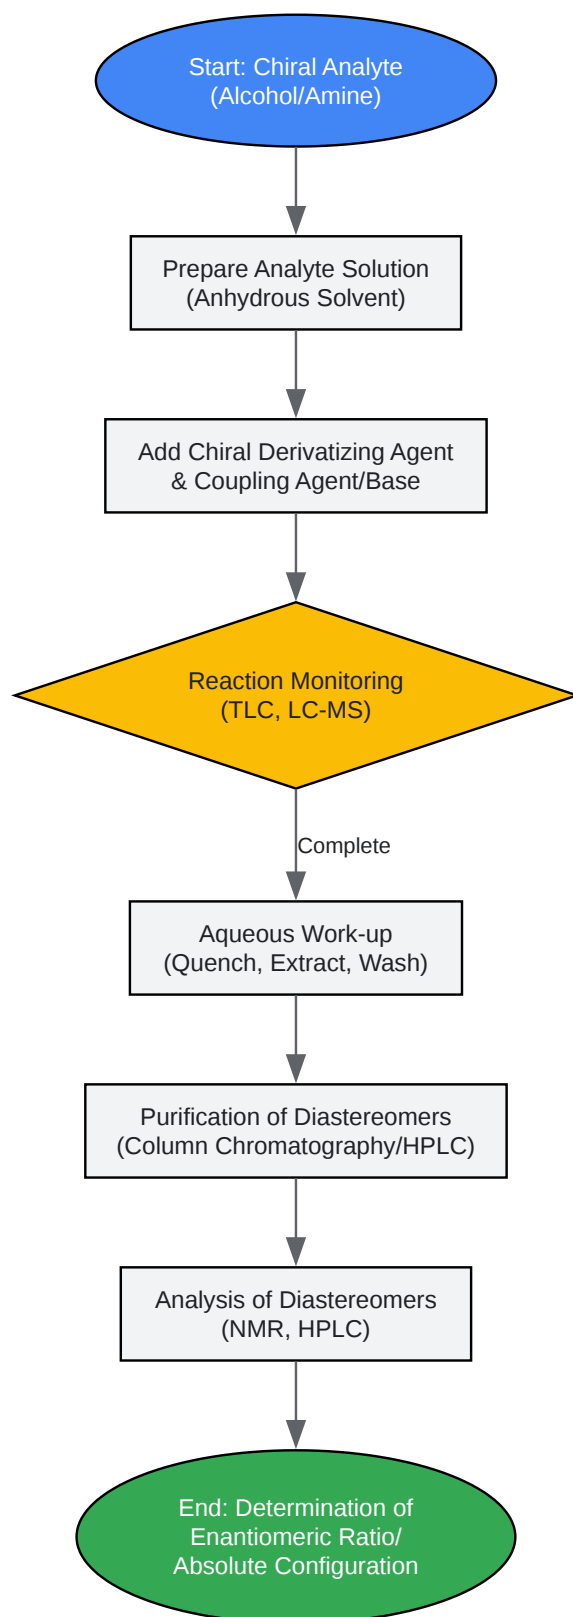 Start: Chiral Analyte
(Alcohol/Amine)
Prepare Analyte Solution
(Anhydrous Solvent)
Add Chiral Derivatizing Agent
& Coupling Agent/Base
Reaction Monitoring
(TLC, LC-MS)
Complete
Aqueous Work-up
(Quench, Extract, Wash)
Purification of Diastereomers
(Column Chromatography/HPLC)
Analysis of Diastereomers
(NMR, HPLC)
End: Determination of
Enantiomeric Ratio/
Absolute Configuration